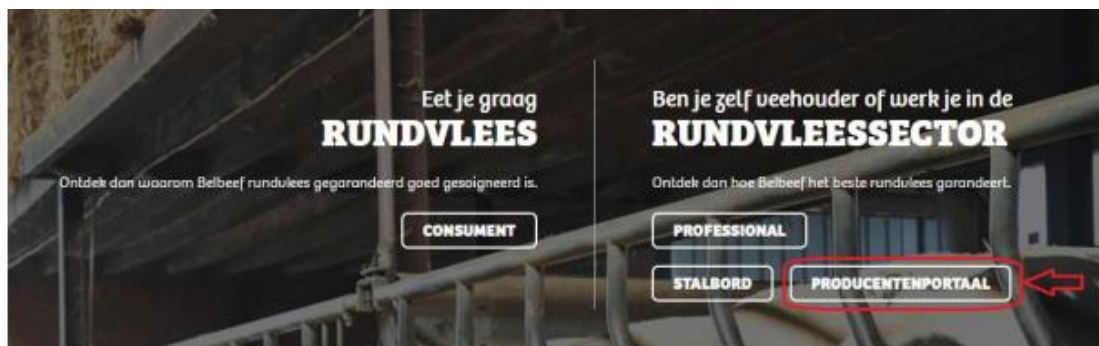 Eet je graag
RUNDVLEES
Ontdek dan waarom Belbeef rundvlees gegarandeerd goed gesoigneerd is.
CONSUMENT
Ben je zelf veehouder of werk je in de
RUNDVLEESSECTOR
Ontdek dan hoe Belbeef het beste rundvlees garandeert.
PROFESSIONAL
STALBORD
PRODUCENTENPORTAAL